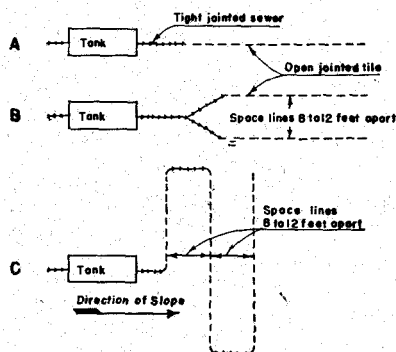 Tight jointed sewer
A
Tank
Open jointed tile
B
Tank
Space lines 8 to 12 feet apart
Space
lines
8 to 12 feet apart
C
Tank
Direction of Slope